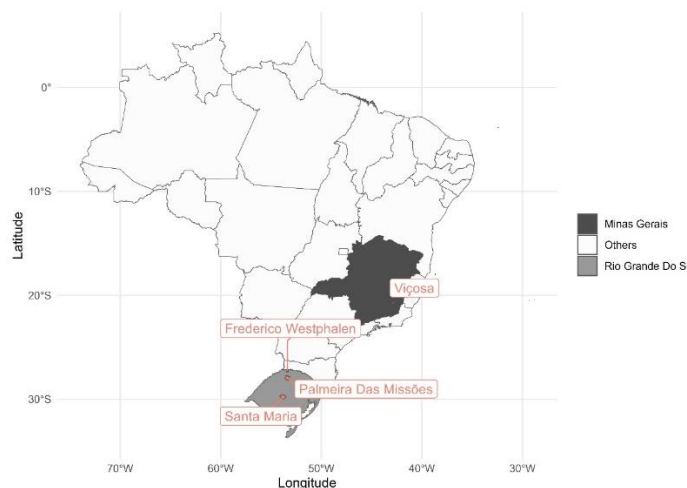 0°
10°S
20°S
30°S
Latitude
Viçosa
Frederico Westphalen
Palmeira Das Missões
Santa Maria
70°W 60°W 50°W 40°W 30°W
Longitude
Minas Gerais
Others
Rio Grande Do S